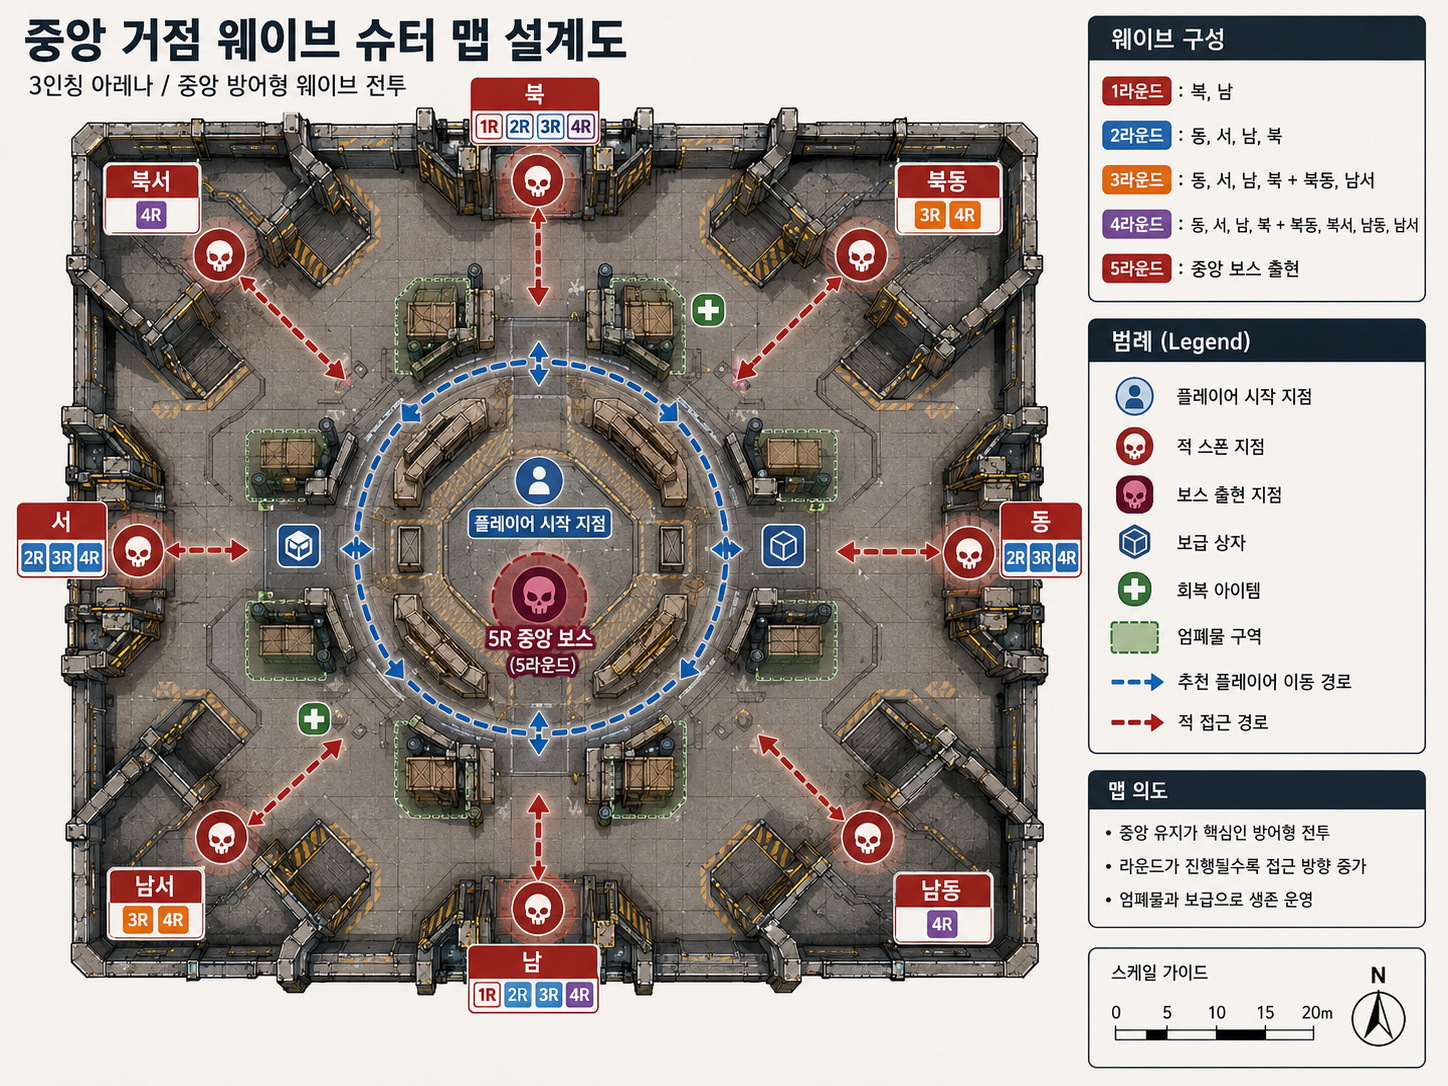 중앙 거점 웨이브 슈터 맵 설계도
3인칭 아레나 / 중앙 방어형 웨이브 전투
북
1R 2R 3R 4R
북서
4R
북동
3R 4R
서
2R 3R 4R
동
2R 3R 4R
플레이어 시작 지점
5R 중앙 보스
(5라운드)
남서
3R 4R
남동
4R
남
1R 2R 3R 4R
웨이브 구성
1라운드 : 북, 남
2라운드 : 동, 서, 남, 북
3라운드 : 동, 서, 남, 북 + 북동, 남서
4라운드 : 동, 서, 남, 북 + 북동, 북서, 남동, 남서
5라운드 : 중앙 보스 출현
범례 (Legend)
플레이어 시작 지점
적 스폰 지점
보스 출현 지점
보급 상자
회복 아이템
엄폐물 구역
추천 플레이어 이동 경로
적 접근 경로
맵 의도
• 중앙 유지가 핵심인 방어형 전투
• 라운드가 진행될수록 접근 방향 증가
• 엄폐물과 보급으로 생존 운영
스케일 가이드
N
0 5 10 15 20m